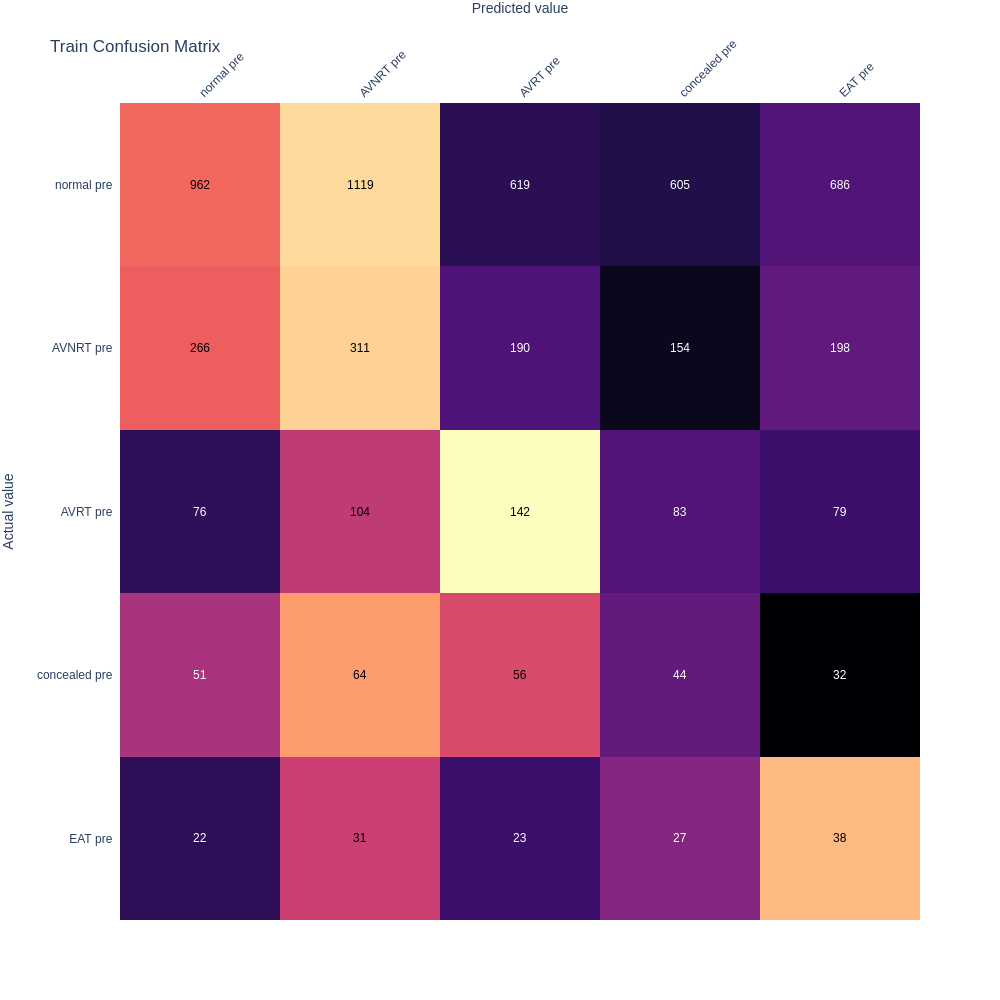 Predicted value
Train Confusion Matrix
normal pre AVNRT pre AVRT pre concealed pre EAT pre
normal pre 962 1119 619 605 686
AVNRT pre 266 311 190 154 198
Actual value
AVRT pre 76 104 142 83 79
concealed pre 51 64 56 44 32
EAT pre 22 31 23 27 38